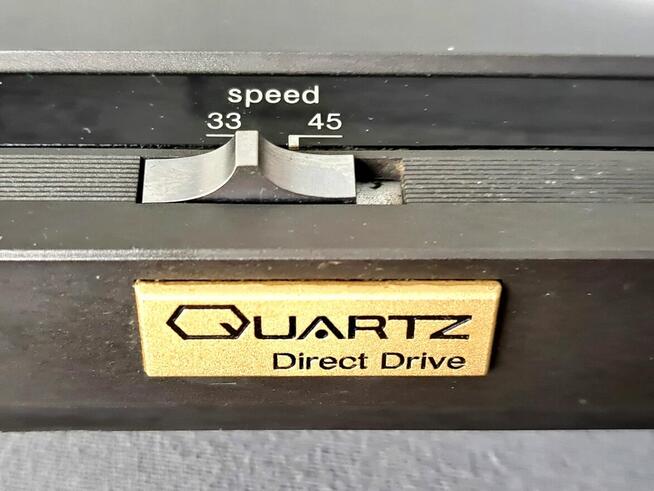 speed
33 45
QUARTZ
Direct Drive